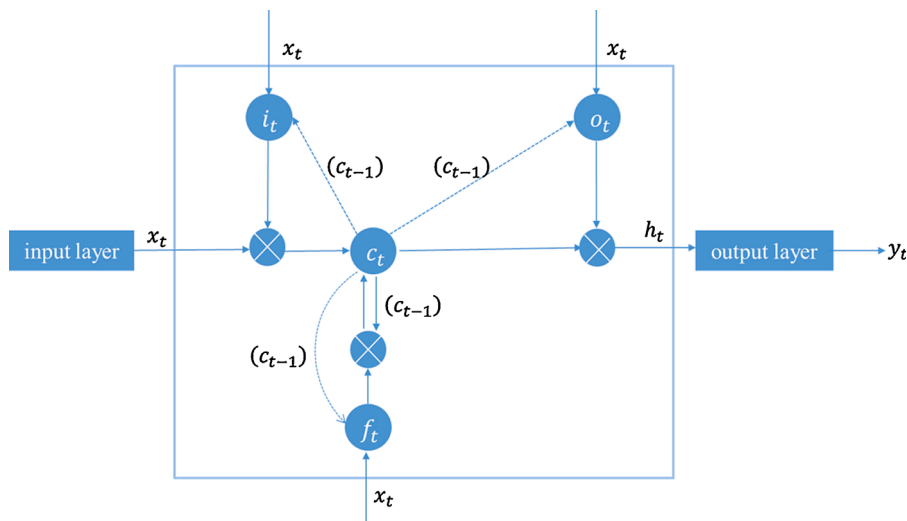 x_t x_t
i_t o_t
(c_{t-1}) (c_{t-1})
input layer x_t c_t h_t output layer y_t
(c_{t-1})
(c_{t-1})
f_t
x_t